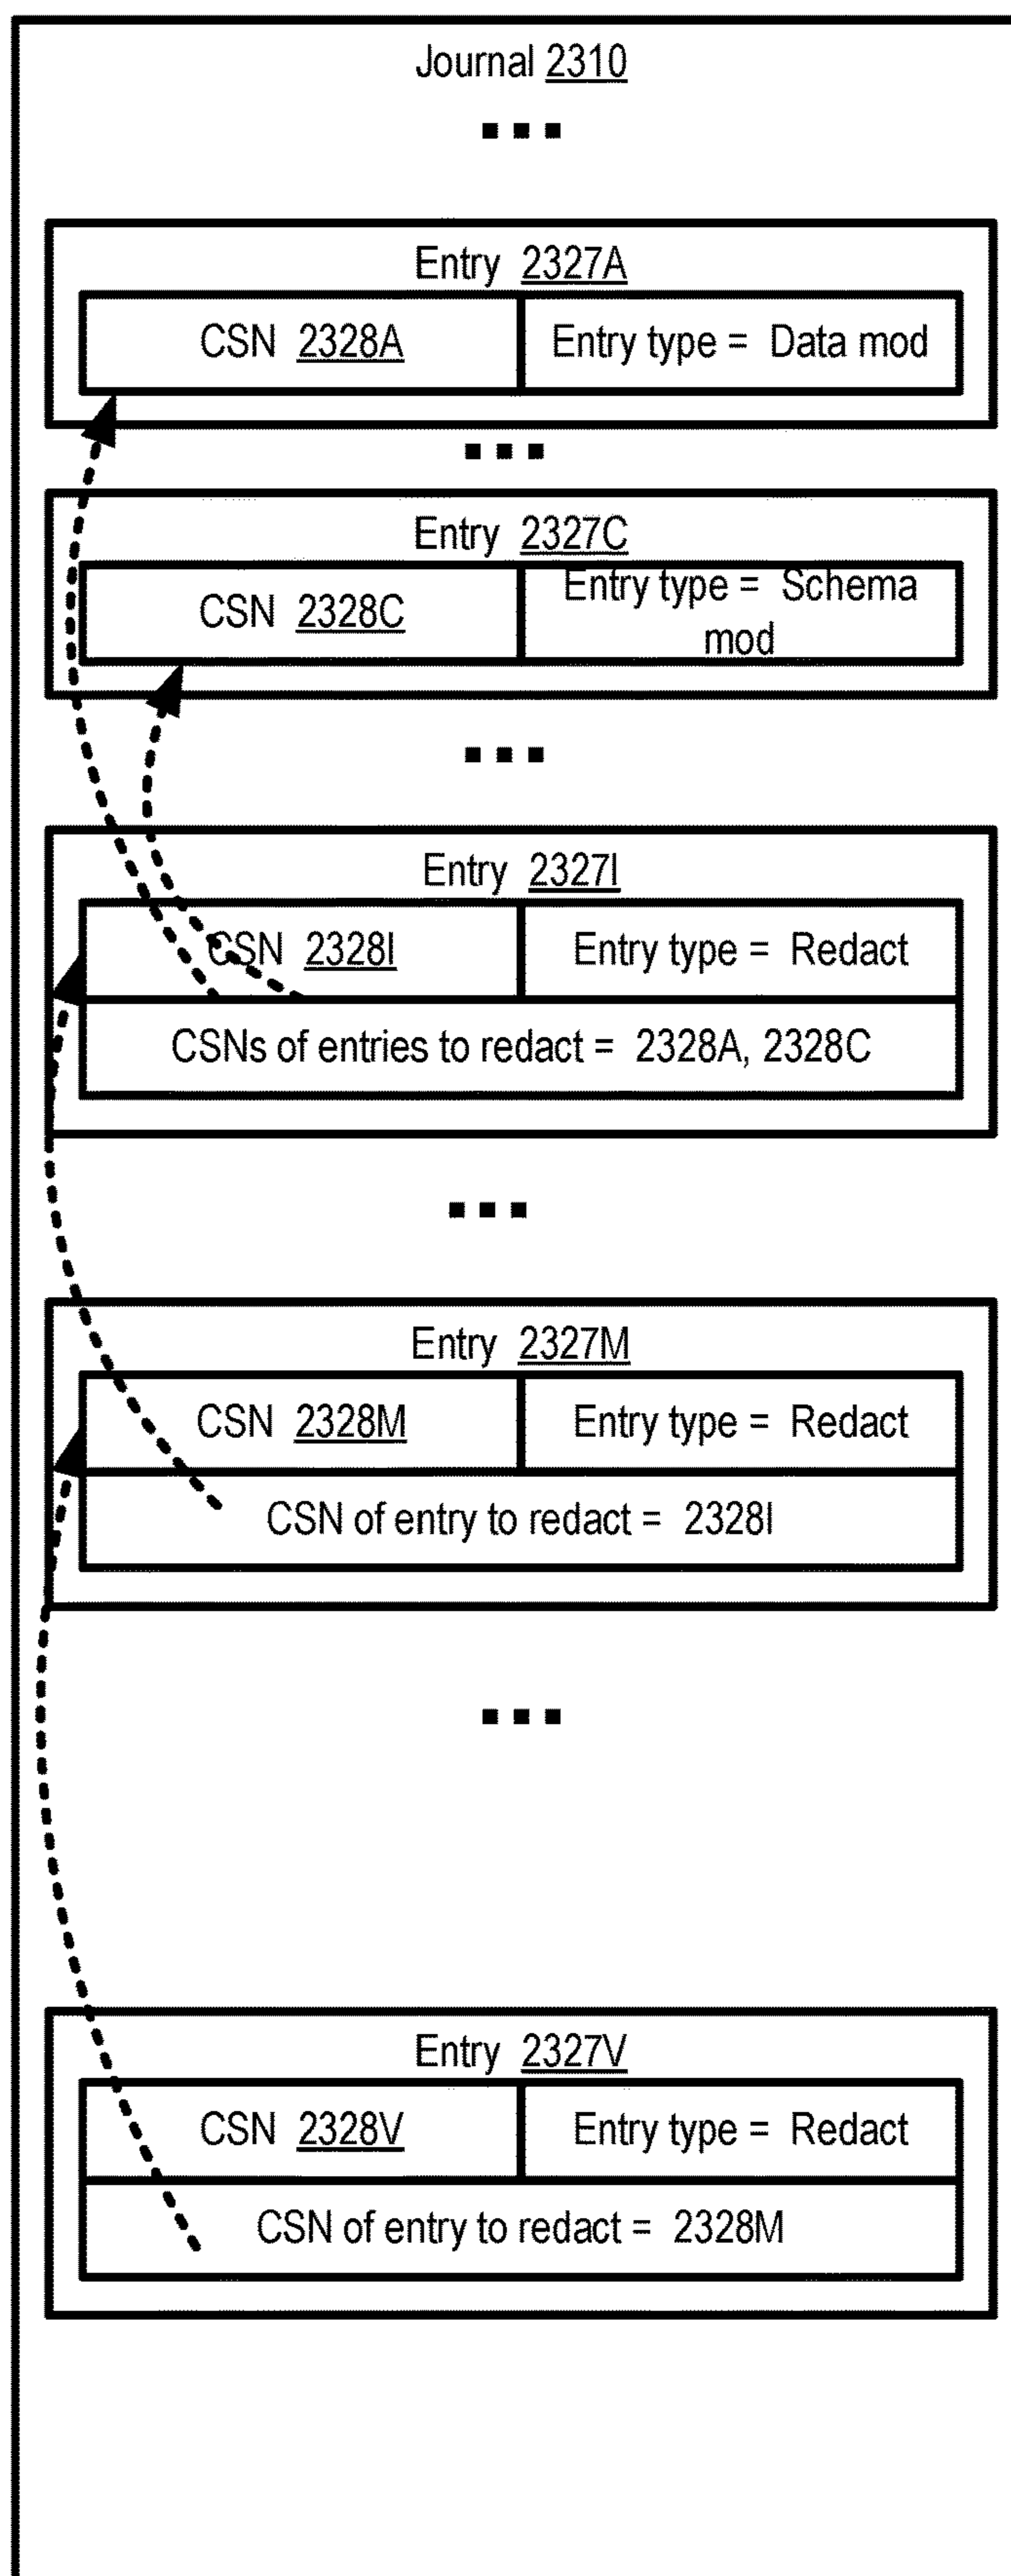 Journal 2310
Entry 2327A
CSN 2328A
Entry type = Data mod
Entry 2327C
CSN 2328C
Entry type = Schema
mod
Entry 2327I
CSN 2328I
Entry type = Redact
CSNs of entries to redact = 2328A, 2328C
Entry 2327M
CSN 2328M
Entry type = Redact
CSN of entry to redact = 2328I
Entry 2327V
CSN 2328V
Entry type = Redact
CSN of entry to redact = 2328M